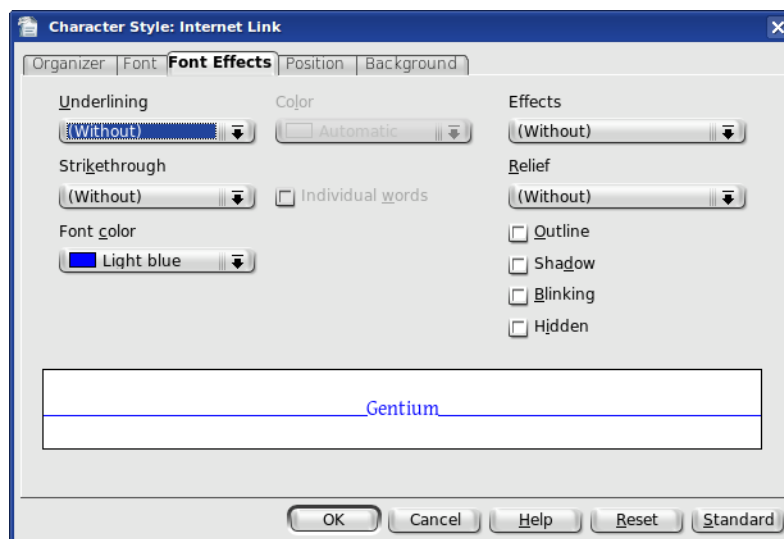 Character Style: Internet Link
Organizer Font Font Effects Position Background
Underlining Color Effects
(Without) Automatic (Without)
Strikethrough Relief
(Without) Individual words (Without)
Font color Outline
Light blue Shadow
Blinking
Hidden
Gentium
OK Cancel Help Reset Standard